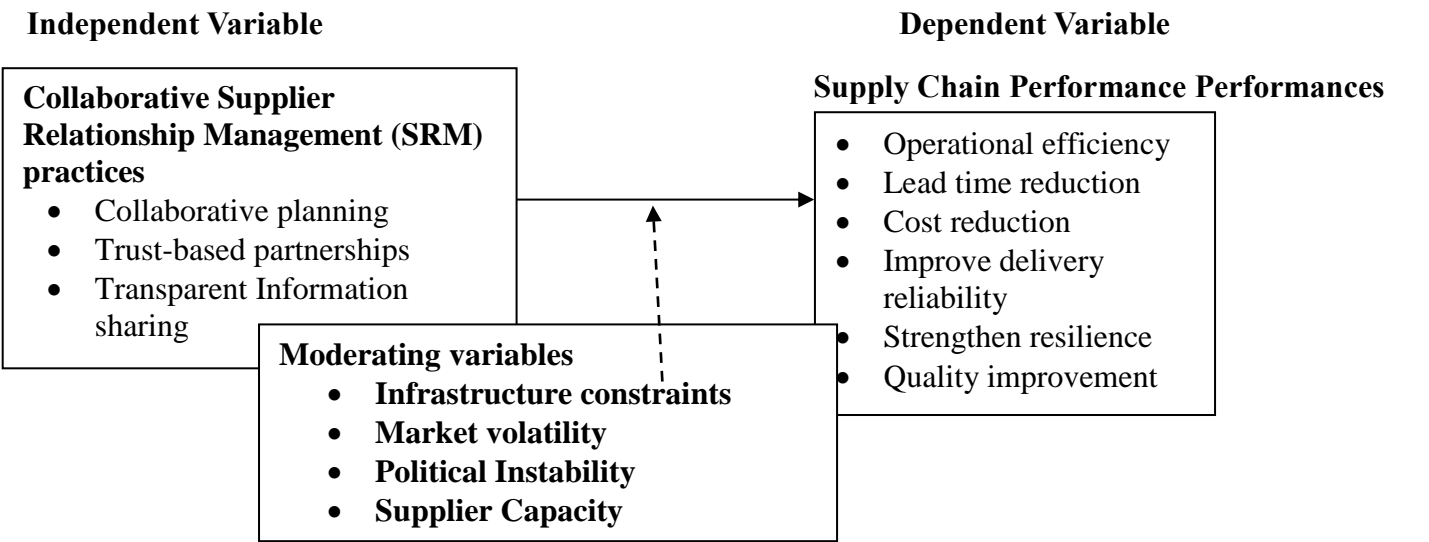 Independent Variable
Dependent Variable
Collaborative Supplier
Relationship Management (SRM)
practices
• Collaborative planning
• Trust-based partnerships
• Transparent Information
sharing
Supply Chain Performance Performances
• Operational efficiency
• Lead time reduction
• Cost reduction
• Improve delivery
reliability
• Strengthen resilience
• Quality improvement
Moderating variables
• Infrastructure constraints
• Market volatility
• Political Instability
• Supplier Capacity